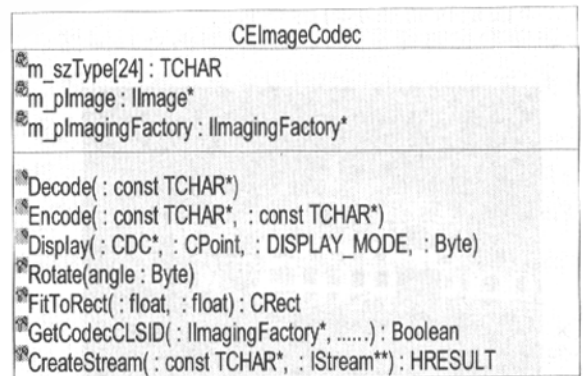 CEImageCodec
m_szType[24] : TCHAR
m_pImage : IImage*
m_pImagingFactory : IImagingFactory*
Decode( : const TCHAR*)
Encode( : const TCHAR*, : const TCHAR*)
Display( : CDC*, : CPoint, : DISPLAY_MODE, : Byte)
Rotate(angle : Byte)
FitToRect( : float, : float) : CRect
GetCodecCLSID( : IImagingFactory*, ......) : Boolean
CreateStream( : const TCHAR*, : IStream**) : HRESULT